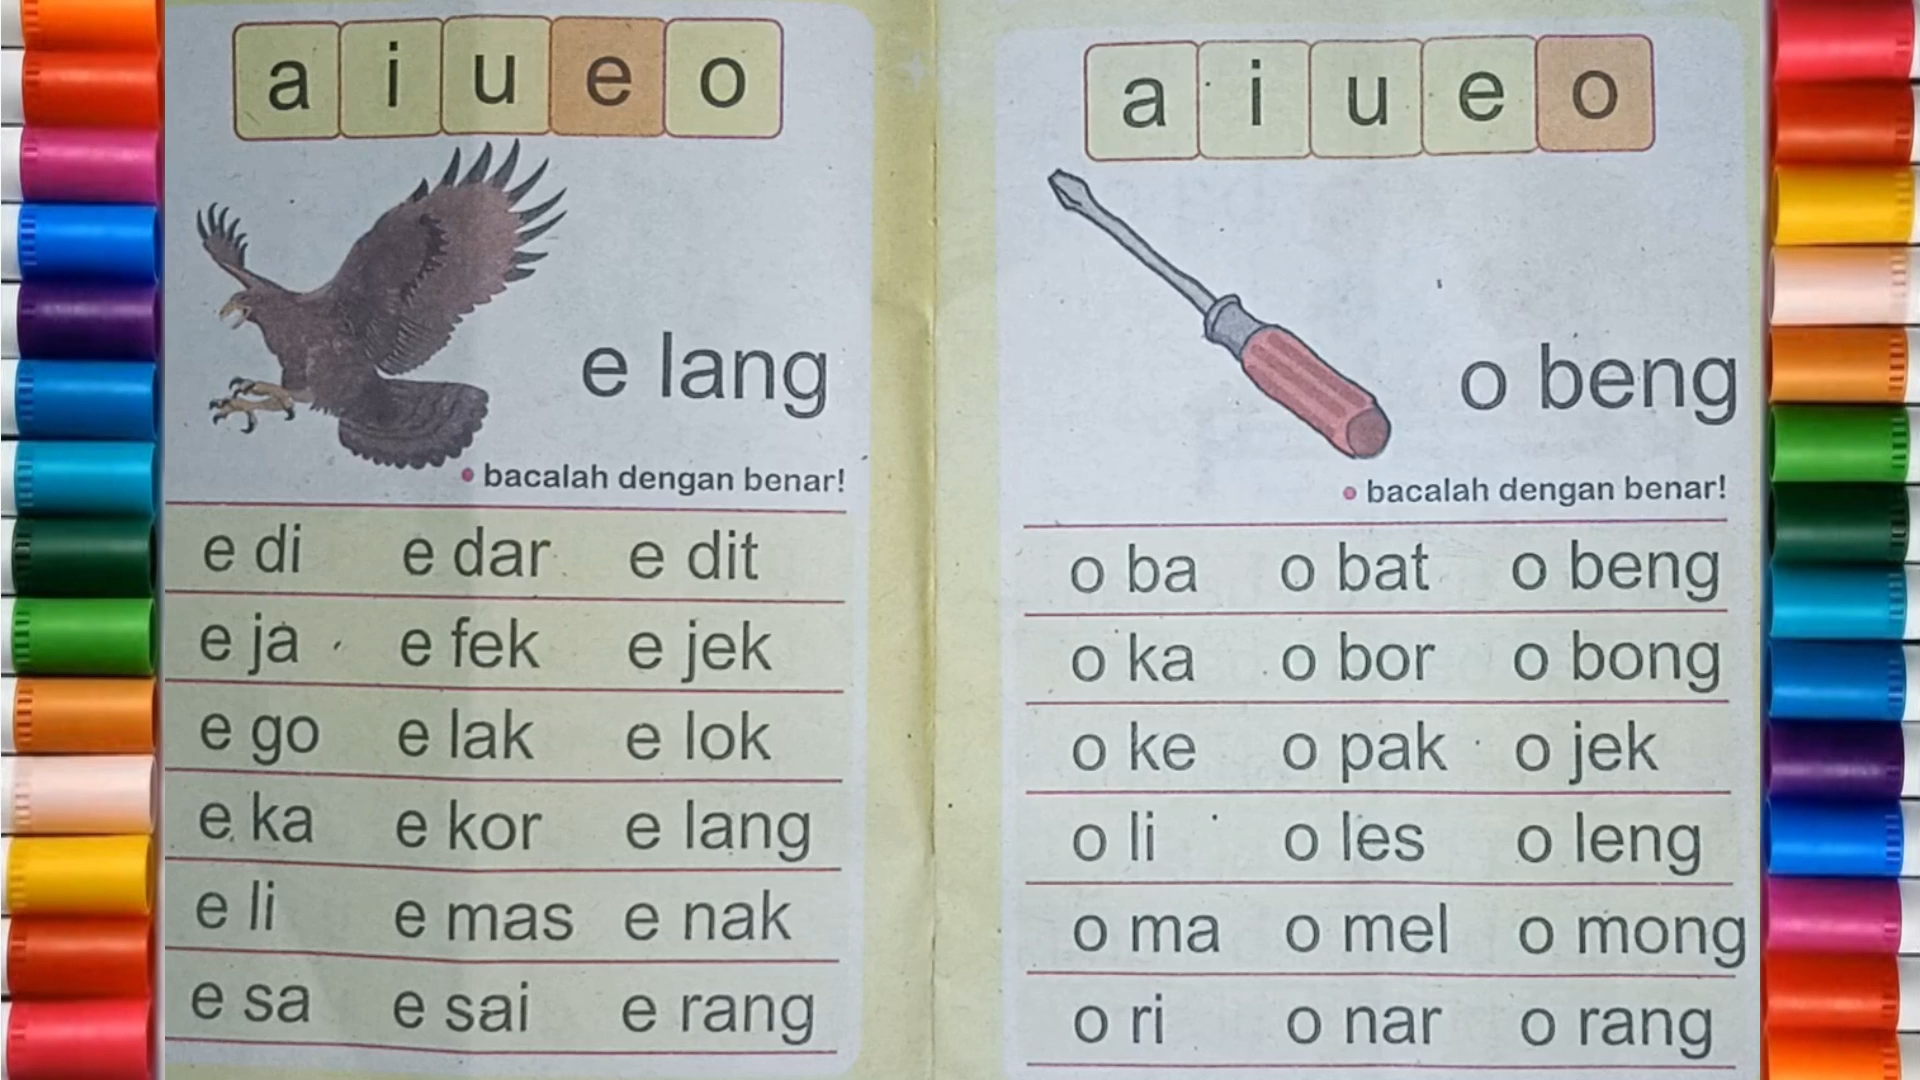 a i u e o
e lang
bacalah dengan benar!
e di e dar e dit
e ja e fek e jek
e go e lak e lok
e ka e kor e lang
e li e mas e nak
e sa e sai e rang
a i u e o
o beng
bacalah dengan benar!
o ba o bat o beng
o ka o bor o bong
o ke o pak o jek
o li o les o leng
o ma o mel o mong
o ri o nar o rang